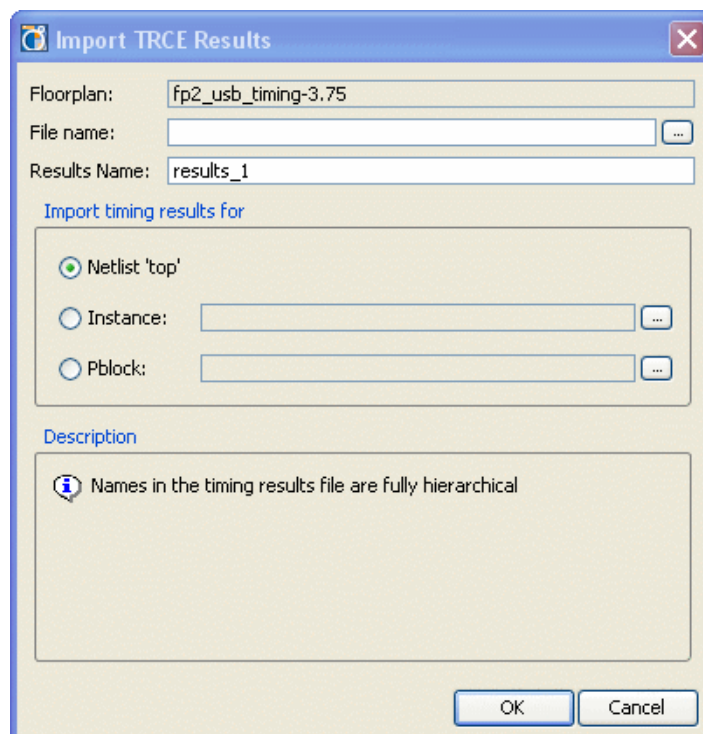 Import TRCE Results
Floorplan: fp2_usb_timing-3.75
File name: ...
Results Name: results_1
Import timing results for
Netlist 'top'
Instance: ...
Pblock: ...
Description
Names in the timing results file are fully hierarchical
OK Cancel